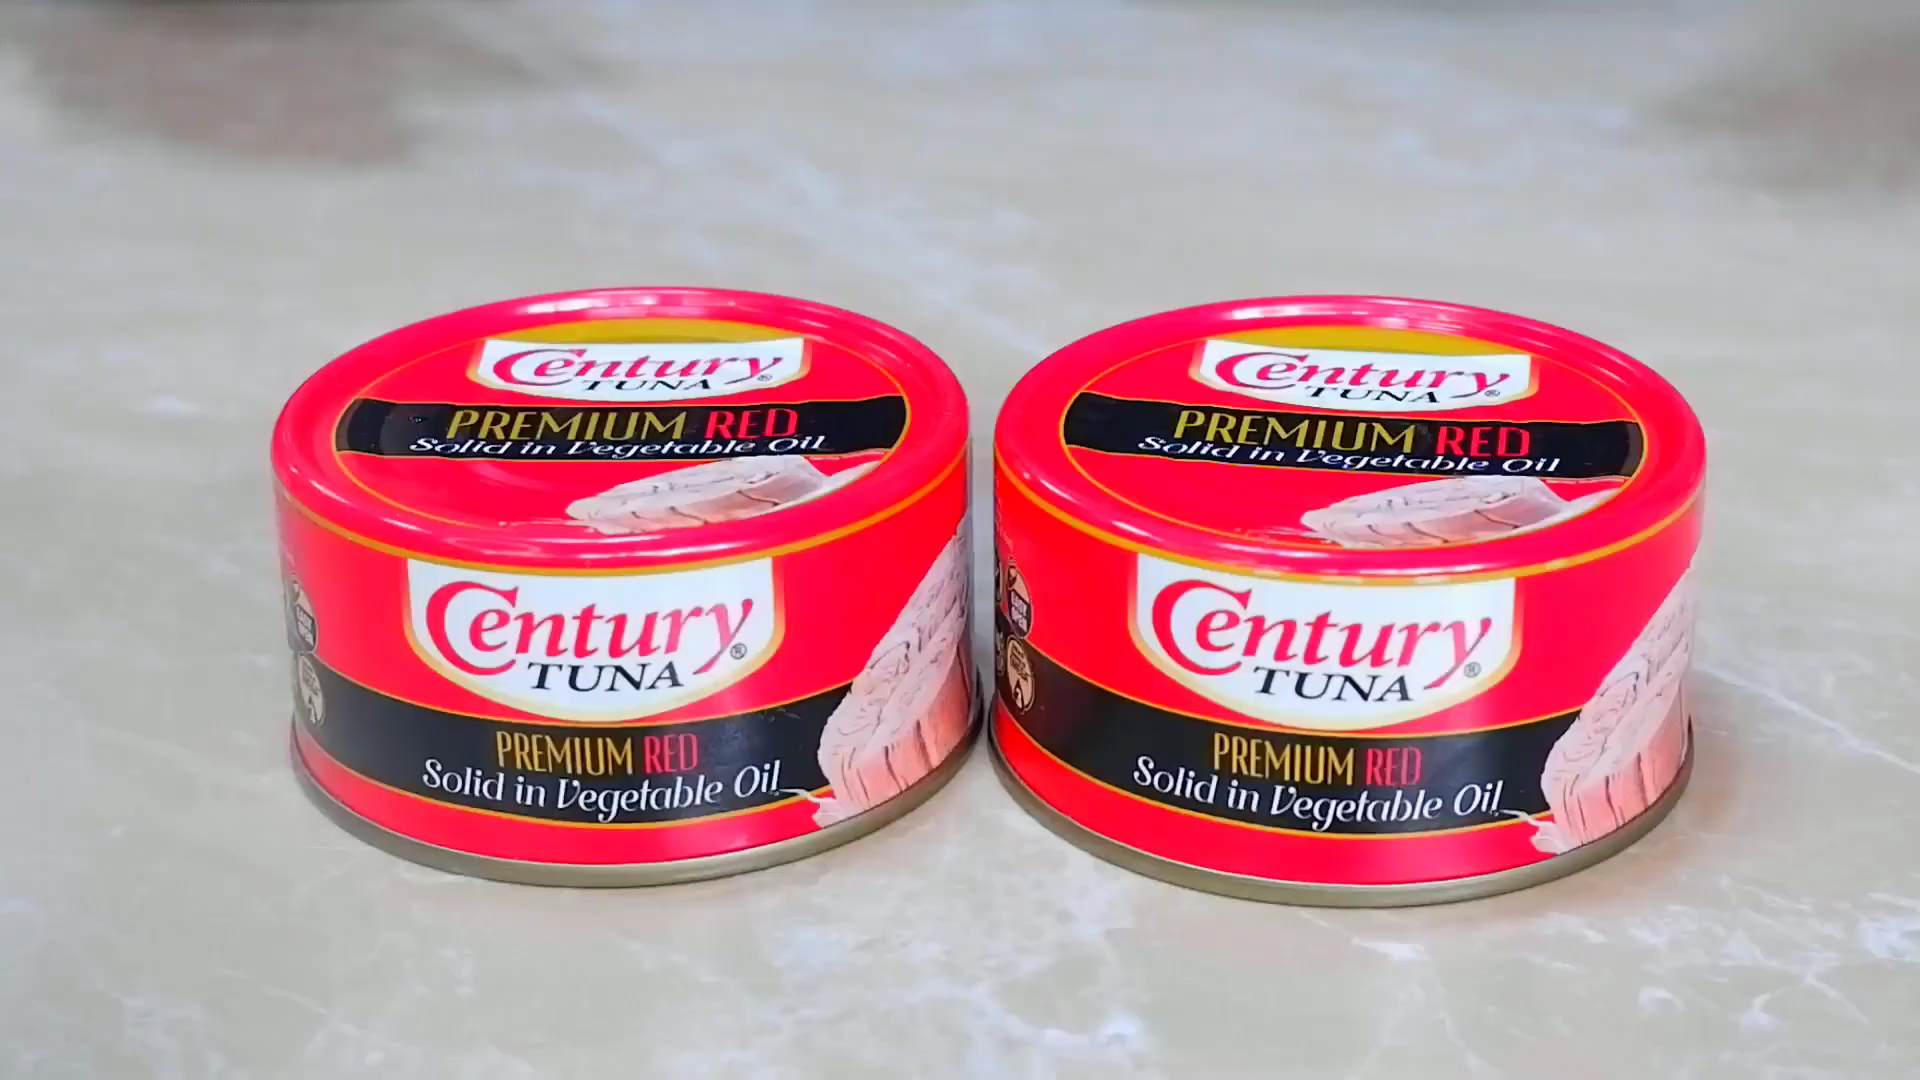 Century
TUNA®
PREMIUM RED
Solid in Vegetable Oil
Century®
TUNA
PREMIUM RED
Solid in Vegetable Oil
Century
TUNA®
PREMIUM RED
Solid in Vegetable Oil
Century®
TUNA
PREMIUM RED
Solid in Vegetable Oil